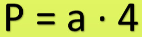 P = a · 4